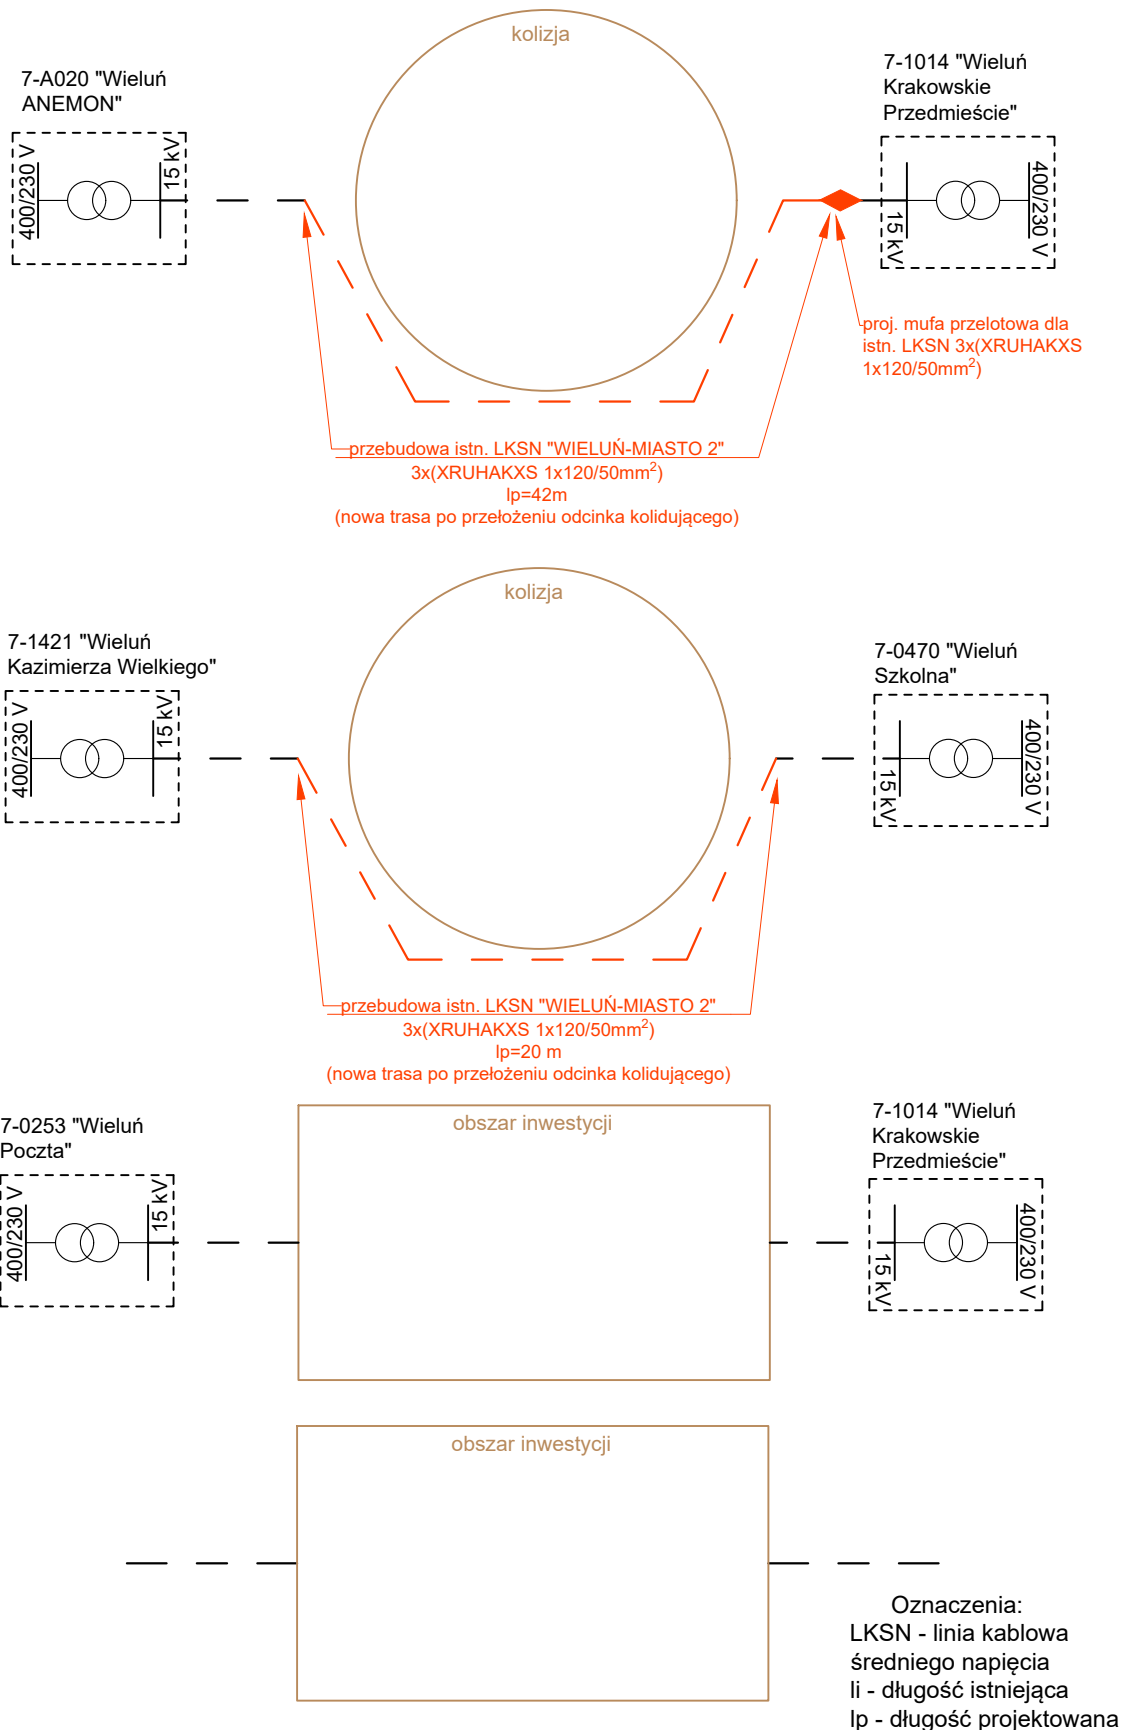 kolizja
7-A020 "Wieluń
ANEMON"
400/230 V
15 kV
7-1014 "Wieluń
Krakowskie
Przedmieście"
15 kV
400/230 V
proj. mufa przelotowa dla
istn. LKSN 3x(XRUHAKXS
1x120/50mm²)
przebudowa istn. LKSN "WIELUŃ-MIASTO 2"
3x(XRUHAKXS 1x120/50mm²)
lp=42m
(nowa trasa po przełożeniu odcinka kolidującego)
kolizja
7-1421 "Wieluń
Kazimierza Wielkiego"
400/230 V
15 kV
7-0470 "Wieluń
Szkolna"
15 kV
400/230 V
przebudowa istn. LKSN "WIELUŃ-MIASTO 2"
3x(XRUHAKXS 1x120/50mm²)
lp=20 m
(nowa trasa po przełożeniu odcinka kolidującego)
7-0253 "Wieluń
Poczta"
400/230 V
15 kV
obszar inwestycji
7-1014 "Wieluń
Krakowskie
Przedmieście"
15 kV
400/230 V
obszar inwestycji
Oznaczenia:
LKSN - linia kablowa
średniego napięcia
li - długość istniejąca
lp - długość projektowana